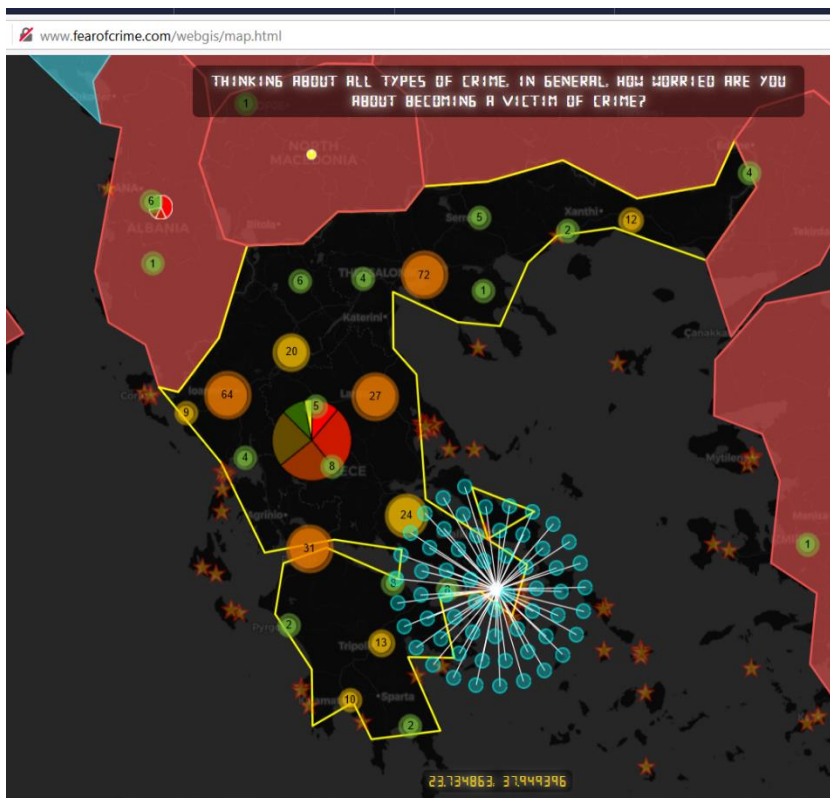 www.fearofcrime.com/webgis/map.html
THINKING ABOUT ALL TYPES OF CRIME, IN GENERAL, HOW WORRIED ARE YOU
ABOUT BECOMING A VICTIM OF CRIME?
1
NORTH
MACEDONIA
4
6
ALBANIA
Bitola
5
Xanthi
2
12
1
6
4
72
1
Katerini
20
64
27
9
5
4
8
24
31
2
Tripoli
13
10
Sparta
2
1
23.734863, 37.949396